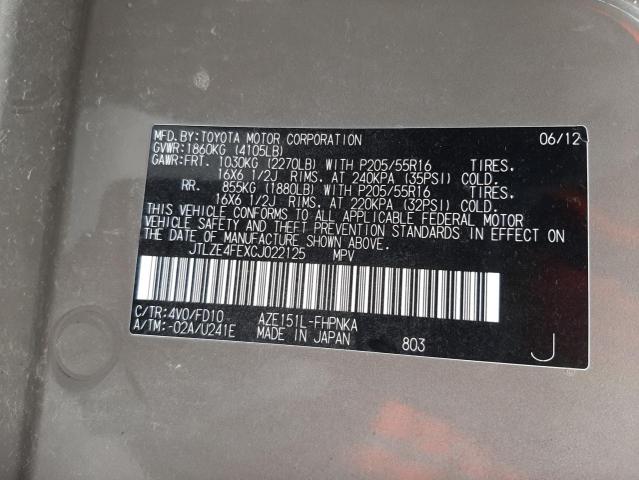 MFD.BY:TOYOTA MOTOR CORPORATION 06/12
GVWR:1860KG (4105LB)
GAWR:FRT. 1030KG (2270LB) WITH P205/55R16 TIRES.
16X6 1/2J RIMS. AT 240KPA (35PSI) COLD.
RR. 855KG (1880LB) WITH P205/55R16 TIRES.
16X6 1/2J RIMS. AT 220KPA (32PSI) COLD.
THIS VEHICLE CONFORMS TO ALL APPLICABLE FEDERAL MOTOR
VEHICLE SAFETY AND THEFT PREVENTION STANDARDS IN EFFECT ON
THE DATE OF MANUFACTURE SHOWN ABOVE.
JTLZE4FEXCJ022125 MPV
C/TR:4V0/FD10 AZE151L-FHPNKA
A/TM:-02A/U241E MADE IN JAPAN 803 J